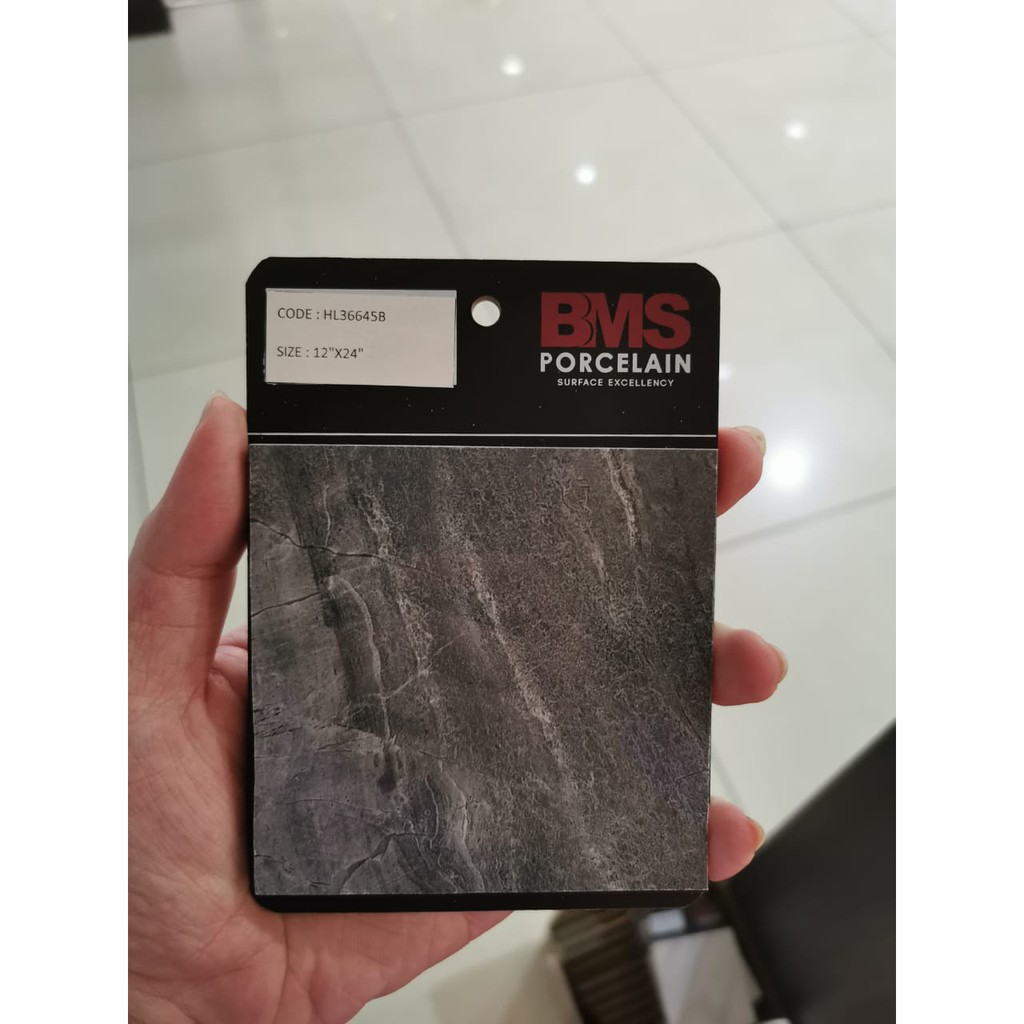 CODE : HL36645B
SIZE : 12"X24"
BMS
PORCELAIN
SURFACE EXCELLENCY